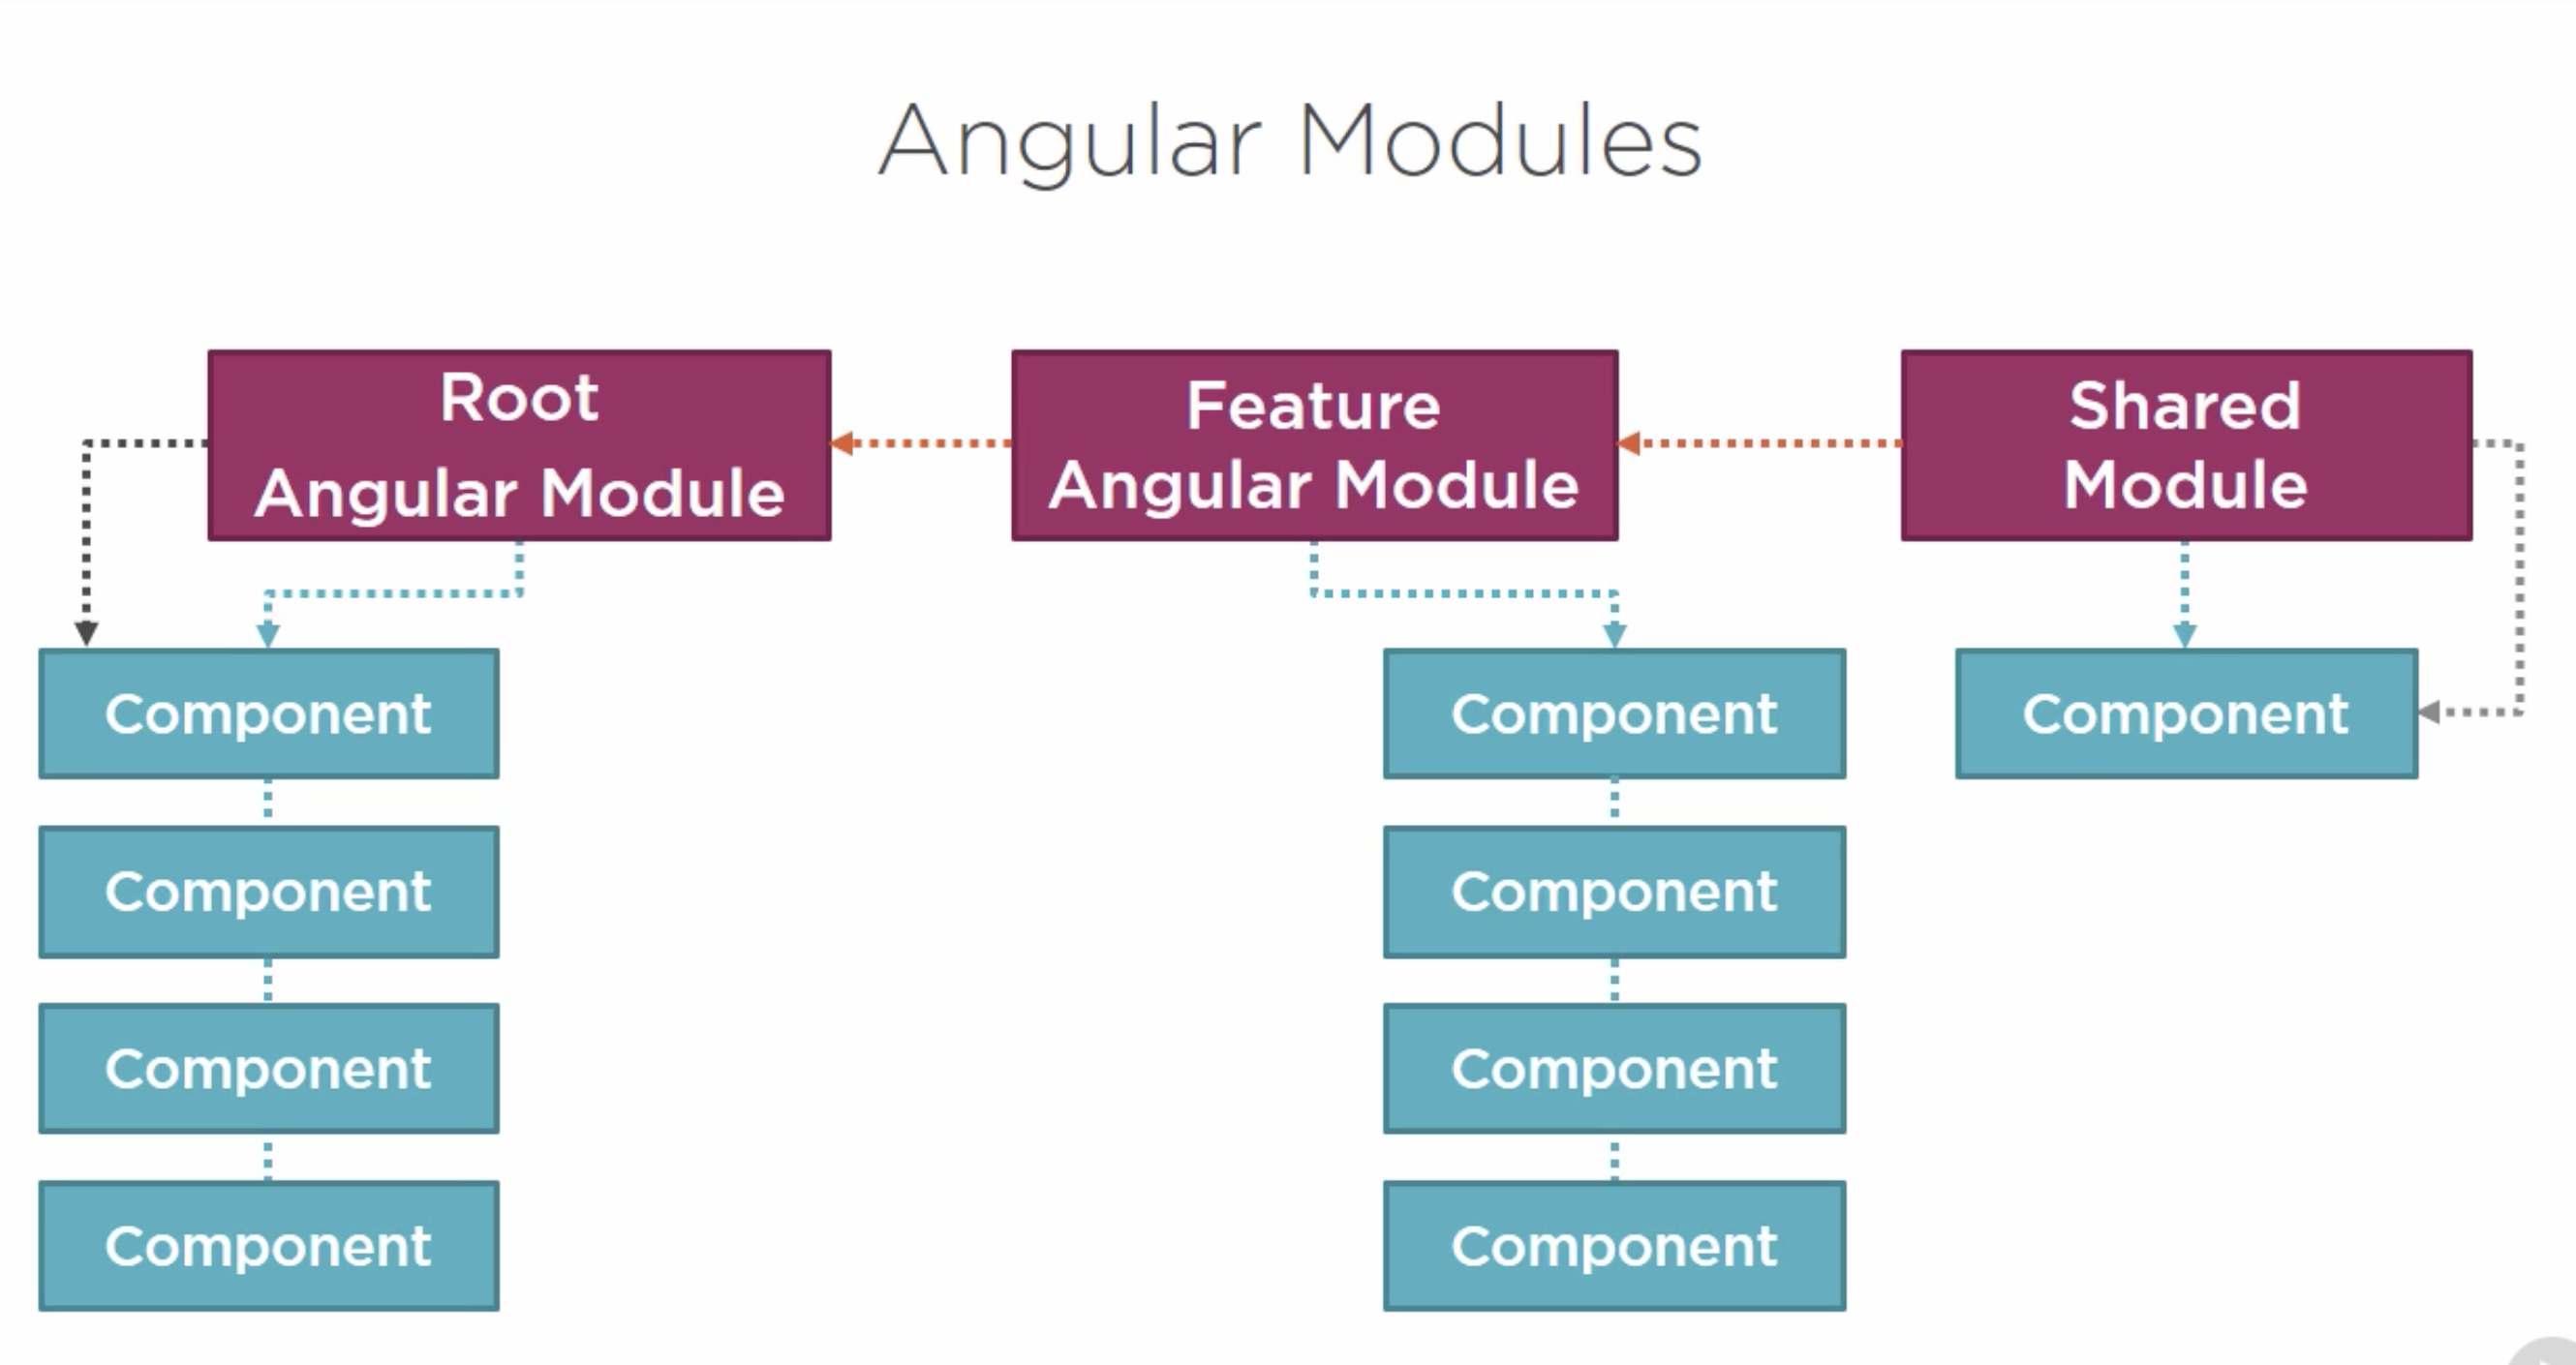 Angular Modules
Root
Angular Module
Feature
Angular Module
Shared
Module
Component
Component
Component
Component
Component
Component
Component
Component
Component